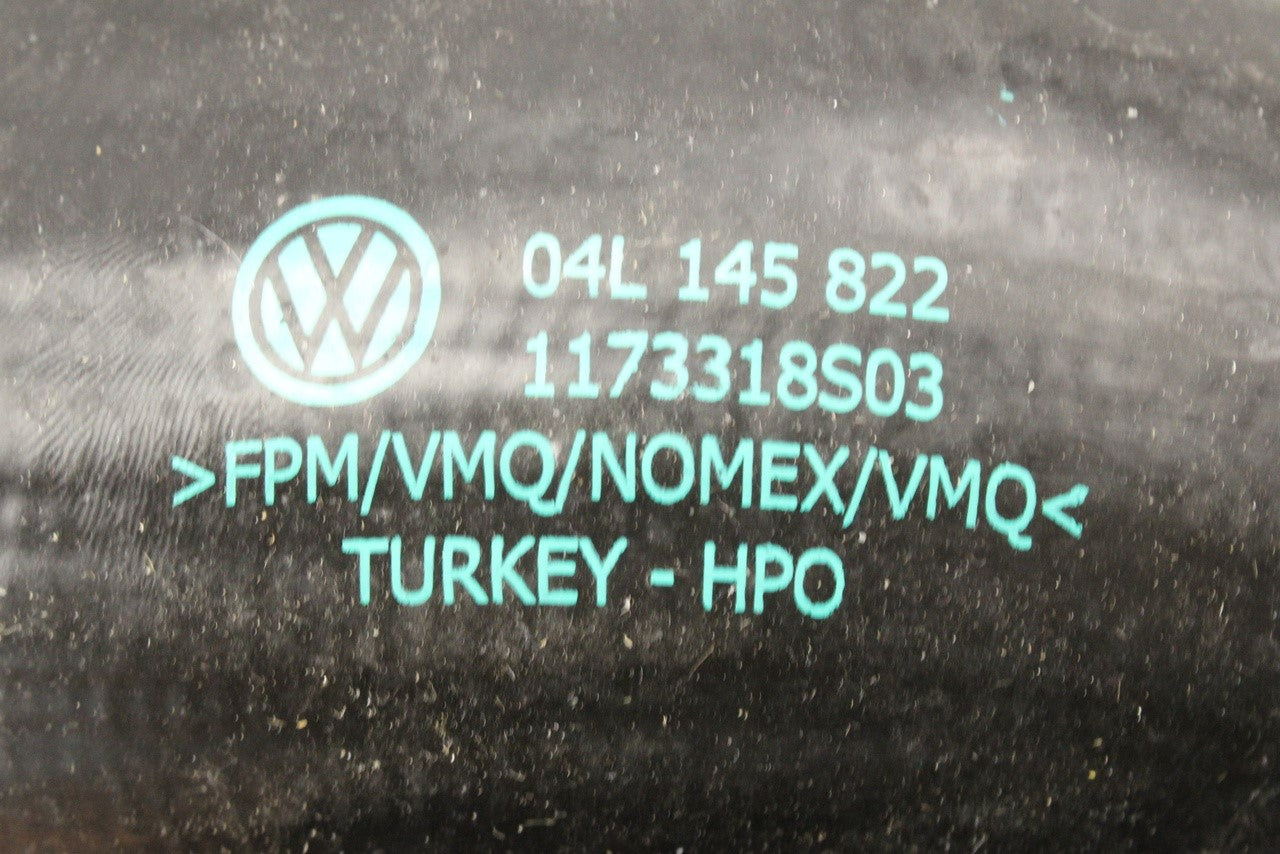 04L 145 822
1173318S03
>FPM/VMQ/NOMEX/VMQ<
TURKEY - HPO